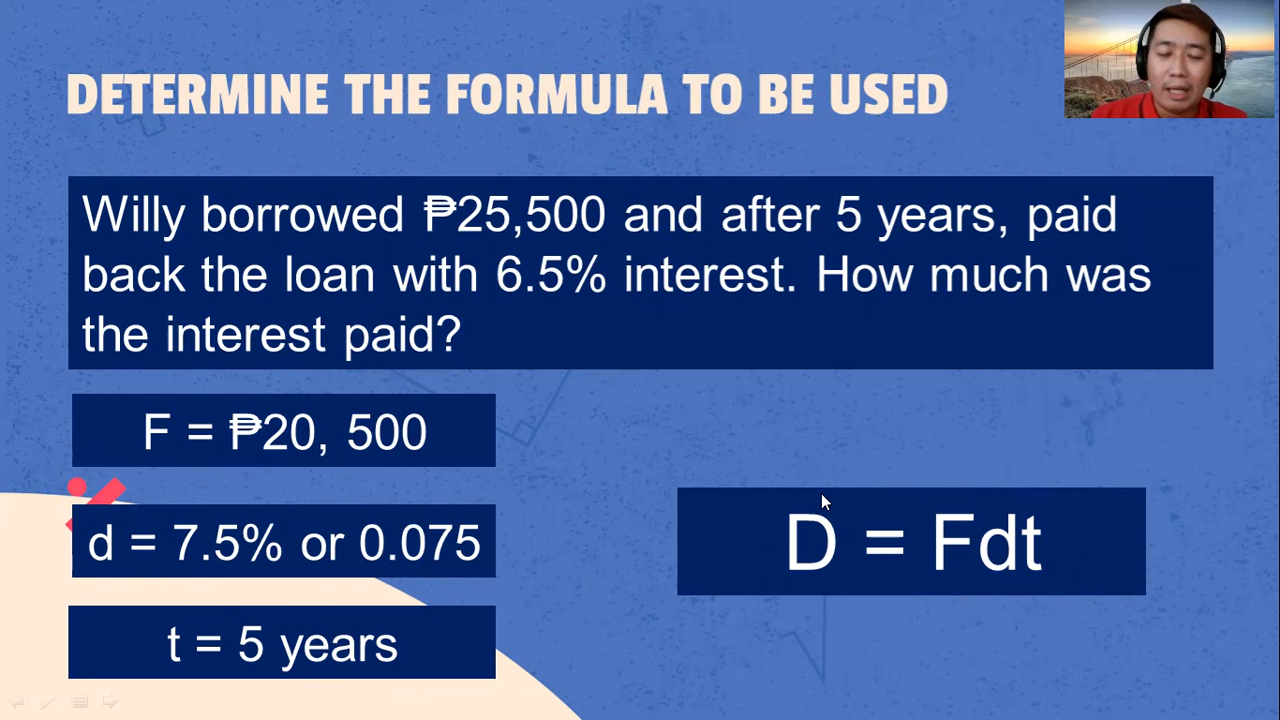 DETERMINE THE FORMULA TO BE USED
Willy borrowed ₱25,500 and after 5 years, paid
back the loan with 6.5% interest. How much was
the interest paid?
F = ₱20, 500
d = 7.5% or 0.075
D = Fdt
t = 5 years